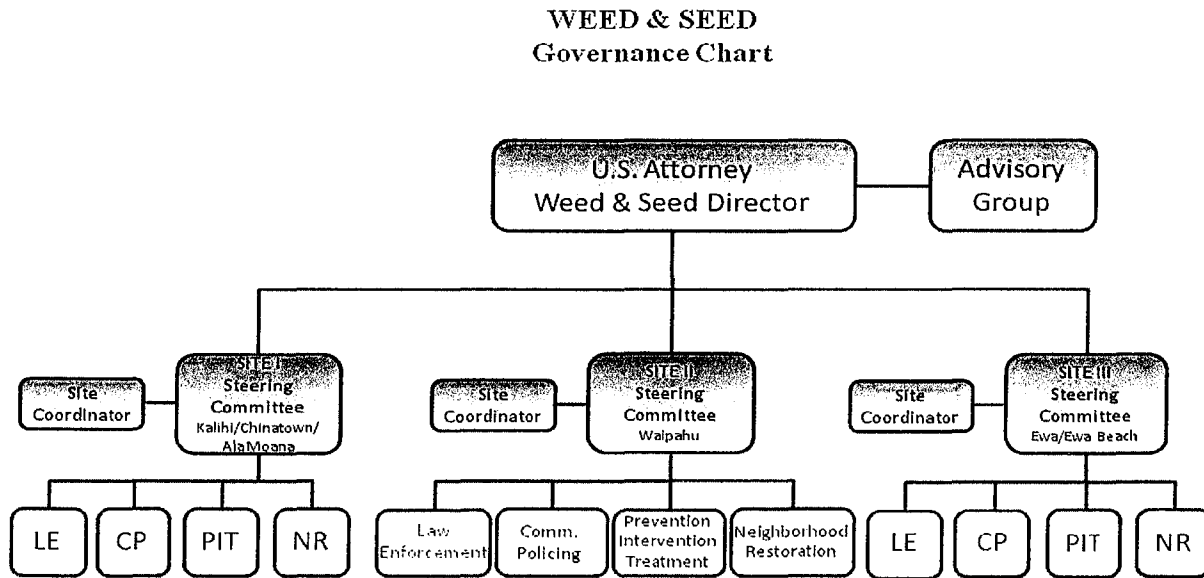 WEED & SEED
Governance Chart
U.S. Attorney
Weed & Seed Director
Advisory
Group
Site
Coordinator
SITE I
Steering
Committee
Kalihi/Chinatown/
Ala Moana
Site
Coordinator
SITE II
Steering
Committee
Waipahu
Site
Coordinator
SITE III
Steering
Committee
Ewa/Ewa Beach
LE
CP
PIT
NR
Law
Enforcement
Comm.
Policing
Prevention
Intervention
Treatment
Neighborhood
Restoration
LE
CP
PIT
NR